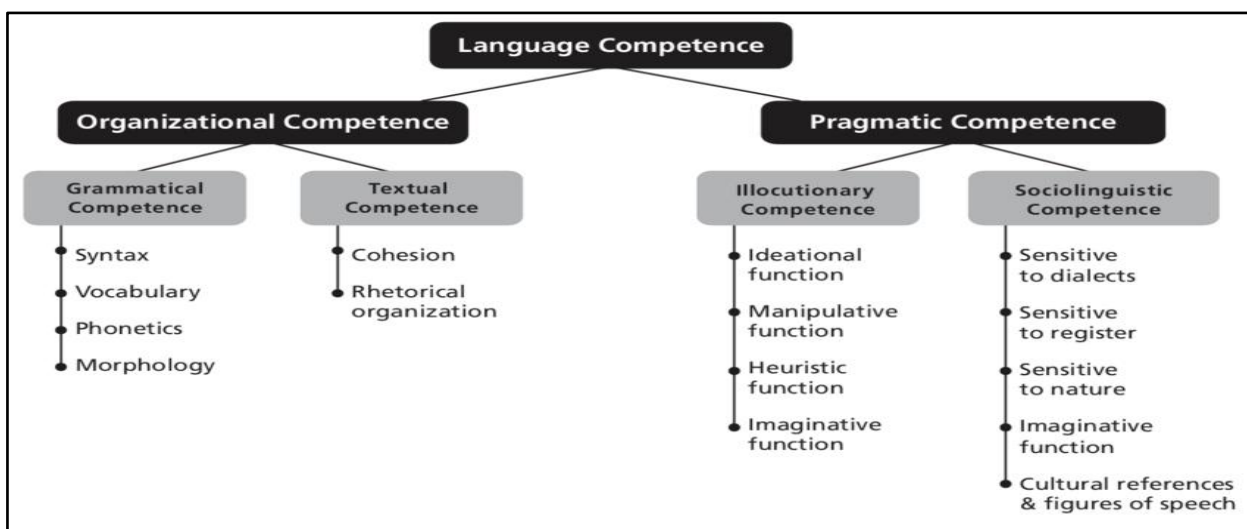 Language Competence
Organizational Competence
Pragmatic Competence
Grammatical
Competence
Textual
Competence
Illocutionary
Competence
Sociolinguistic
Competence
Syntax
Vocabulary
Phonetics
Morphology
Cohesion
Rhetorical
organization
Ideational
function
Manipulative
function
Heuristic
function
Imaginative
function
Sensitive
to dialects
Sensitive
to register
Sensitive
to nature
Imaginative
function
Cultural references
& figures of speech